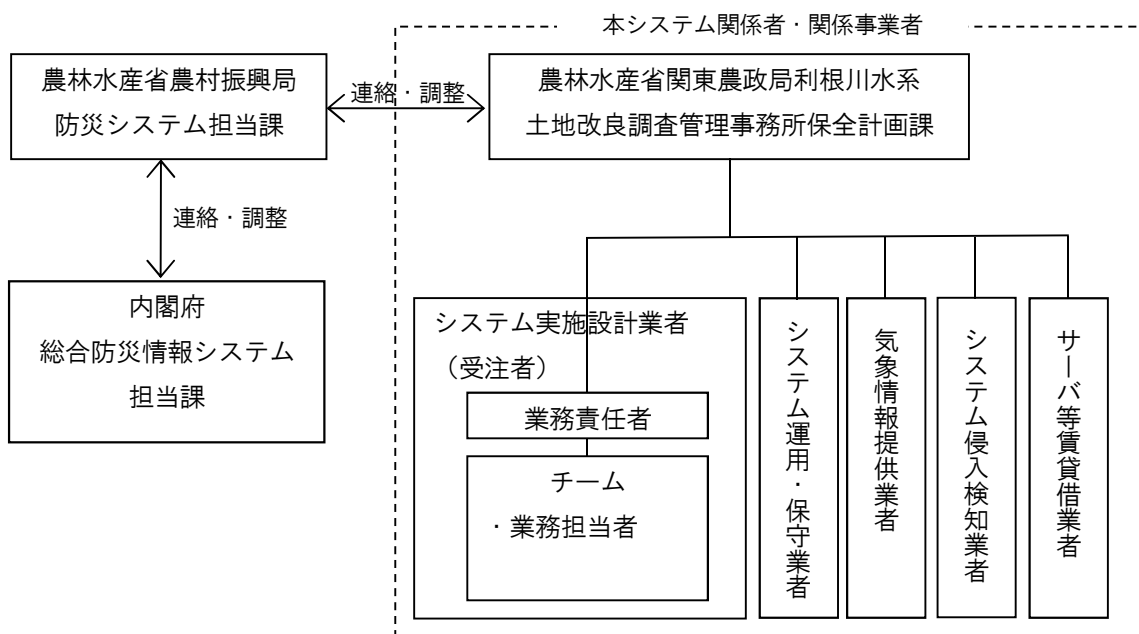 本システム関係者・関係事業者
農林水産省農村振興局
防災システム担当課
連絡・調整
農林水産省関東農政局利根川水系
土地改良調査管理事務所保全計画課
連絡・調整
内閣府
総合防災情報システム
担当課
システム実施設計業者
（受注者）
業務責任者
チーム
・業務担当者
システム運用・保守業者
気象情報提供業者
システム侵入検知業者
サーバ等賃貸借業者